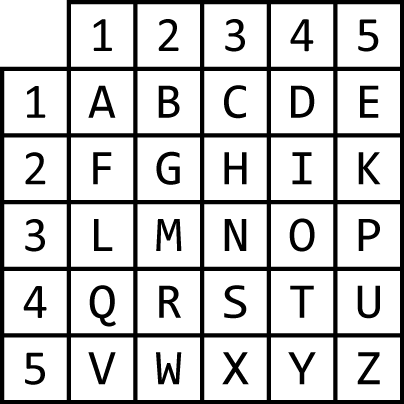 1 2 3 4 5
1 A B C D E
2 F G H I K
3 L M N O P
4 Q R S T U
5 V W X Y Z